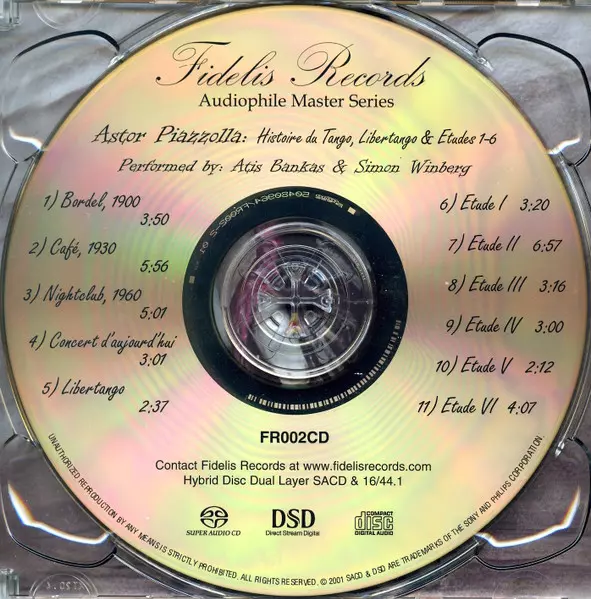 Fidelis Records
Audiophile Master Series
Astor Piazzolla: Histoire du Tango, Libertango & Etudes 1-6
Performed by: Atis Bankas & Simon Winberg
1) Bordel, 1900
3:50
2) Café, 1930
5:56
3) Nightclub, 1960
5:01
4) Concert d'aujourd'hui
3:01
5) Libertango
2:37
6) Etude I 3:20
7) Etude II 6:57
8) Etude III 3:16
9) Etude IV 3:00
10) Etude V 2:12
11) Etude VI 4:07
FR002CD
Contact Fidelis Records at www.fidelisrecords.com
Hybrid Disc Dual Layer SACD & 16/44.1
SUPER AUDIO CD
DSD
Direct Stream Digital
COMPACT
disc
DIGITAL AUDIO
UNAUTHORIZED REPRODUCTION BY ANY MEANS IS STRICTLY PROHIBITED. ALL RIGHTS RESERVED, © 2001 SACD & DSD ARE TRADEMARKS OF THE SONY AND PHILIPS CORPORATION.